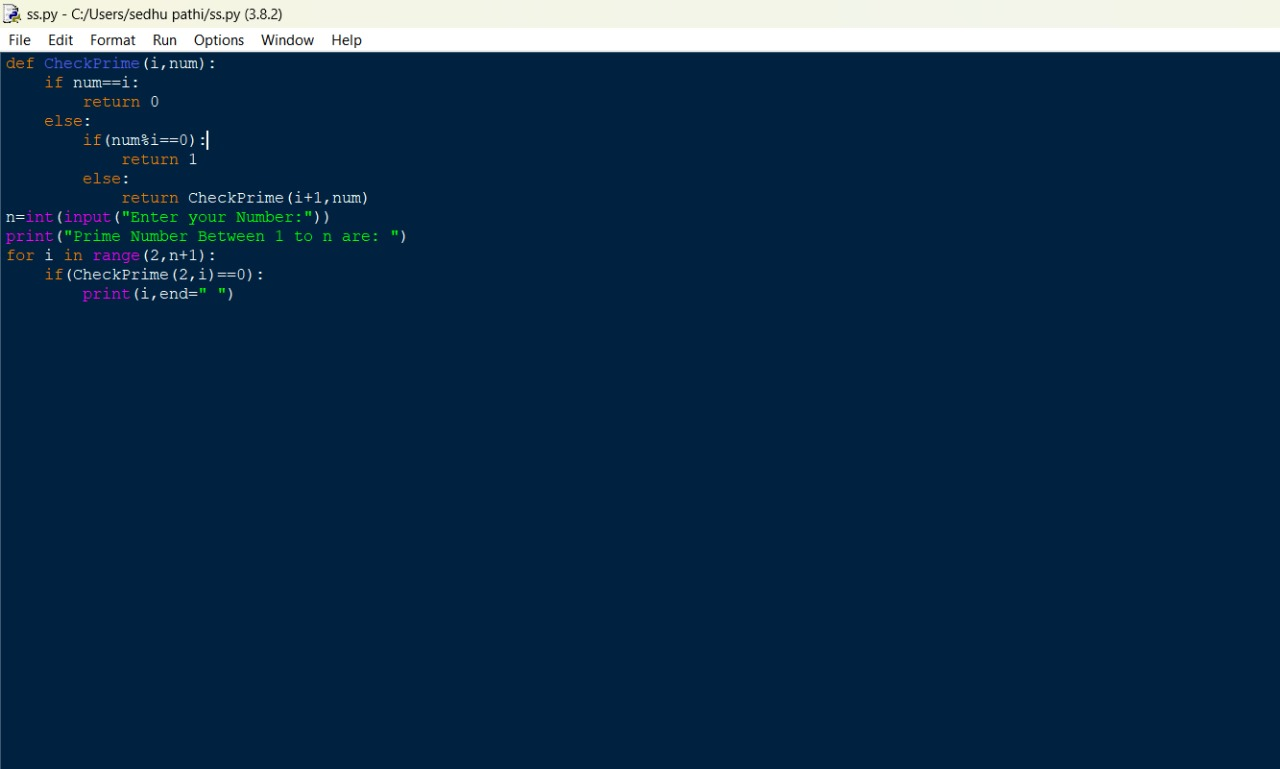 ss.py - C:/Users/sedhu pathi/ss.py (3.8.2)
File Edit Format Run Options Window Help
def CheckPrime(i,num):
    if num==i:
        return 0
    else:
        if(num%i==0):
            return 1
        else:
            return CheckPrime(i+1,num)
n=int(input("Enter your Number:"))
print("Prime Number Between 1 to n are: ")
for i in range(2,n+1):
    if(CheckPrime(2,i)==0):
        print(i,end=" ")